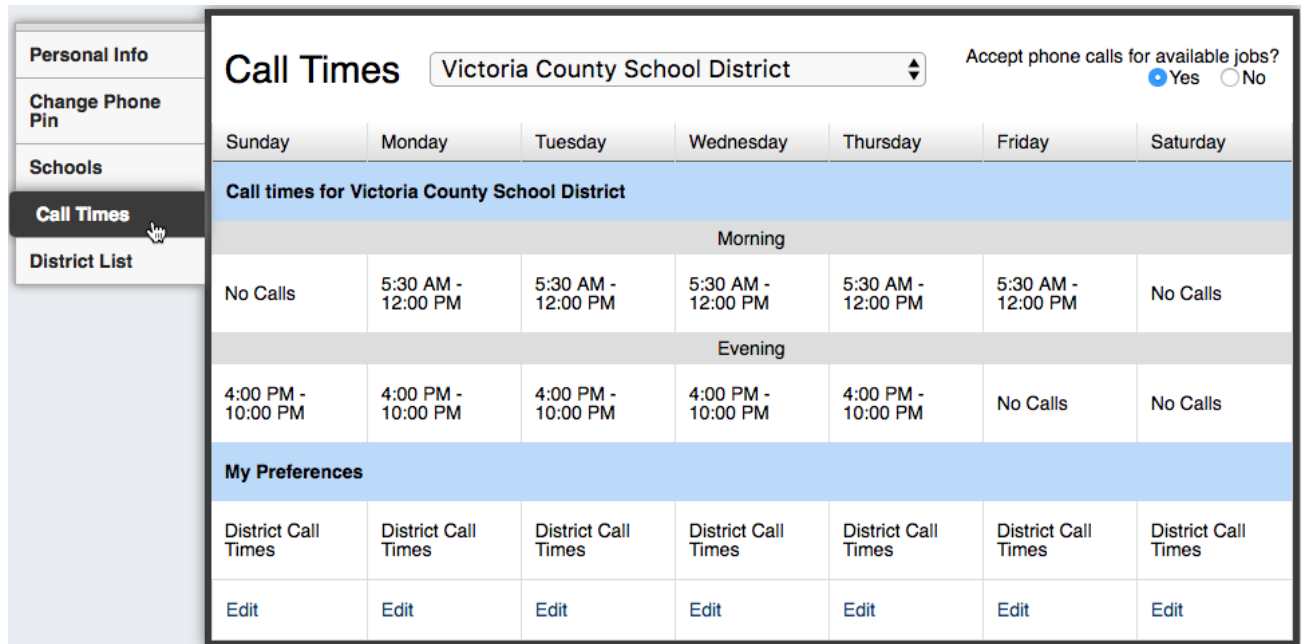 Personal Info
Change Phone
Pin
Schools
Call Times
District List
Call Times
Victoria County School District
Accept phone calls for available jobs?
Yes No
Sunday Monday Tuesday Wednesday Thursday Friday Saturday
Call times for Victoria County School District
Morning
No Calls 5:30 AM - 12:00 PM 5:30 AM - 12:00 PM 5:30 AM - 12:00 PM 5:30 AM - 12:00 PM 5:30 AM - 12:00 PM No Calls
Evening
4:00 PM - 10:00 PM 4:00 PM - 10:00 PM 4:00 PM - 10:00 PM 4:00 PM - 10:00 PM 4:00 PM - 10:00 PM No Calls No Calls
My Preferences
District Call Times District Call Times District Call Times District Call Times District Call Times District Call Times District Call Times
Edit Edit Edit Edit Edit Edit Edit